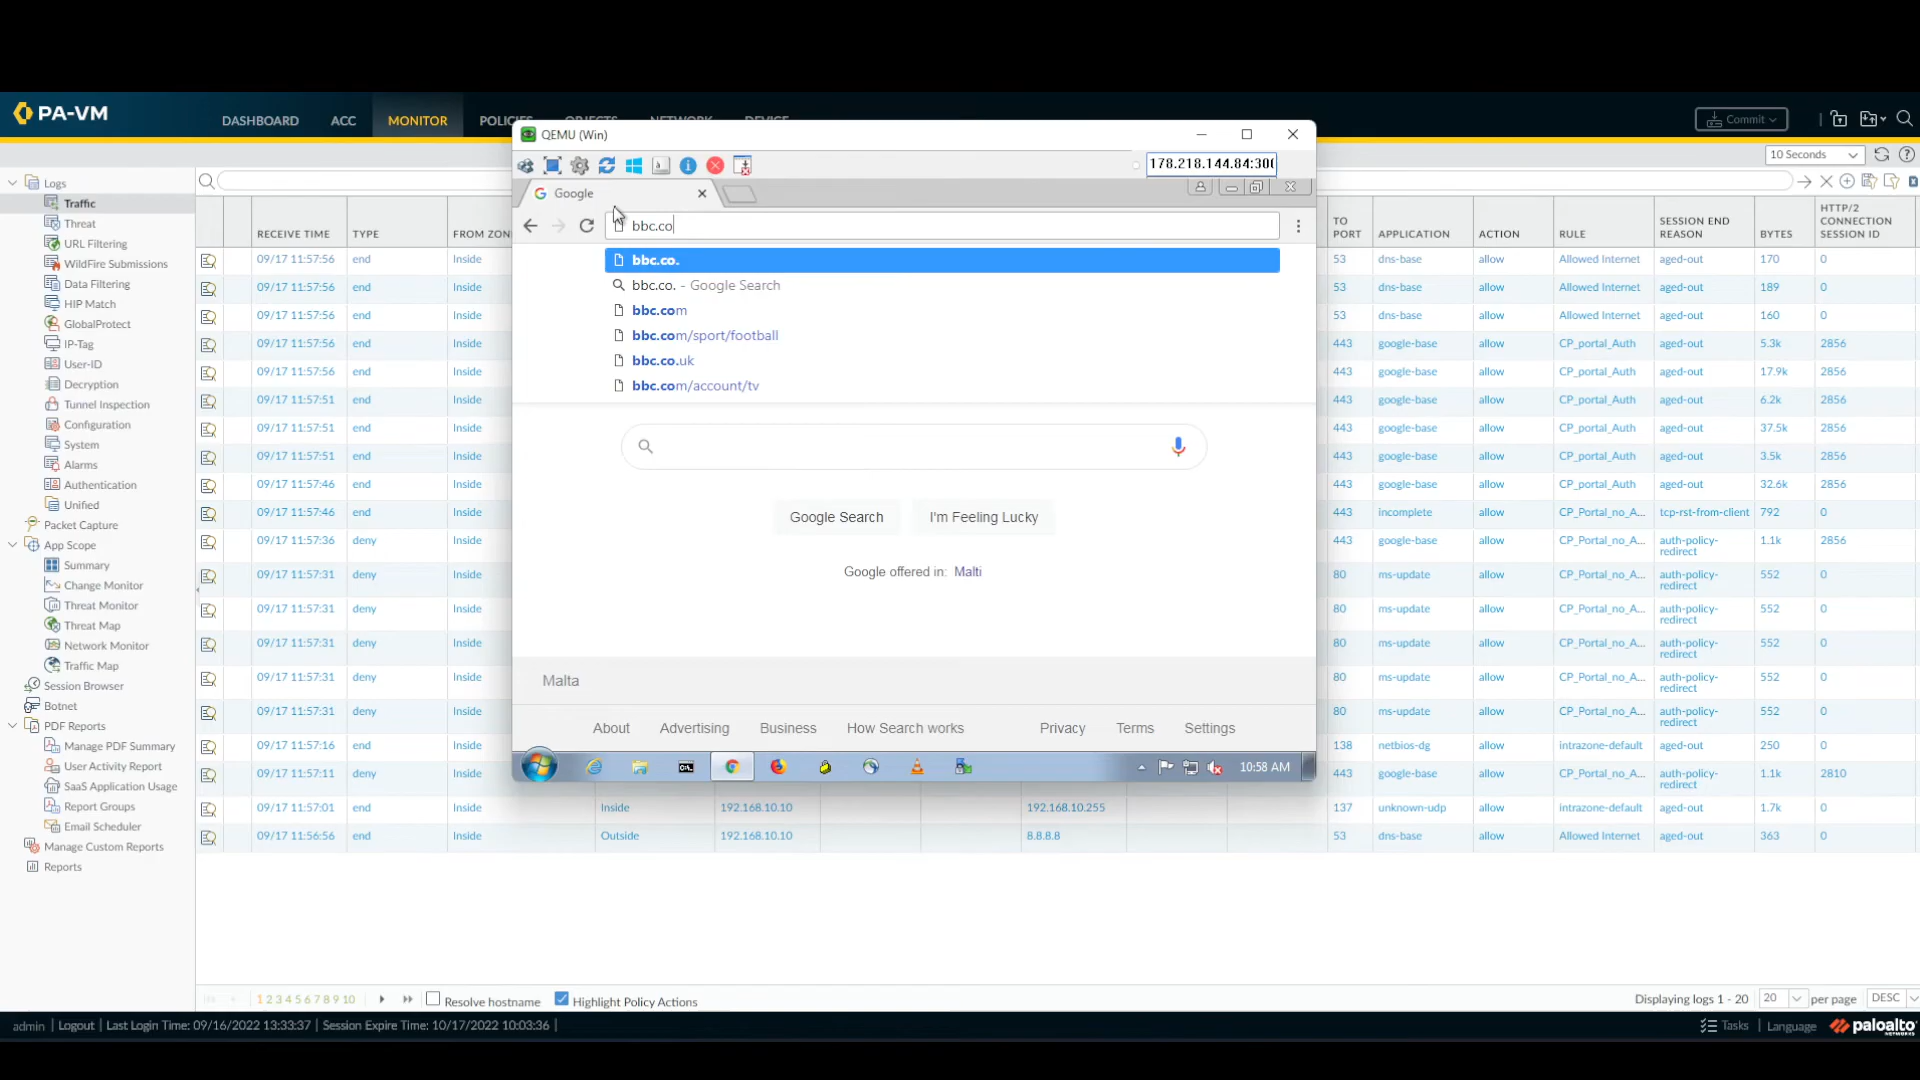 PA-VM
DASHBOARD ACC MONITOR POLICIES OBJECTS NETWORK DEVICE
Commit
QEMU (Win)
10 Seconds
178.218.144.84:300
Google
bbc.co
bbc.co.
bbc.co. - Google Search
bbc.com
bbc.com/sport/football
bbc.co.uk
bbc.com/account/tv
Google Search I'm Feeling Lucky
Google offered in: Malti
Malta
About Advertising Business How Search works Privacy Terms Settings
10:58 AM
Logs
Traffic
Threat
URL Filtering
WildFire Submissions
Data Filtering
HIP Match
GlobalProtect
IP-Tag
User-ID
Decryption
Tunnel Inspection
Configuration
System
Alarms
Authentication
Unified
Packet Capture
App Scope
Summary
Change Monitor
Threat Monitor
Threat Map
Network Monitor
Traffic Map
Session Browser
Botnet
PDF Reports
Manage PDF Summary
User Activity Report
SaaS Application Usage
Report Groups
Email Scheduler
Manage Custom Reports
Reports
RECEIVE TIME TYPE FROM ZONE TO PORT APPLICATION ACTION RULE SESSION END REASON BYTES HTTP/2 CONNECTION SESSION ID
09/17 11:57:56 end Inside 53 dns-base allow Allowed Internet aged-out 170 0
09/17 11:57:56 end Inside 53 dns-base allow Allowed Internet aged-out 189 0
09/17 11:57:56 end Inside 53 dns-base allow Allowed Internet aged-out 160 0
09/17 11:57:56 end Inside 443 google-base allow CP_portal_Auth aged-out 5.3k 2856
09/17 11:57:56 end Inside 443 google-base allow CP_portal_Auth aged-out 17.9k 2856
09/17 11:57:51 end Inside 443 google-base allow CP_portal_Auth aged-out 6.2k 2856
09/17 11:57:51 end Inside 443 google-base allow CP_portal_Auth aged-out 37.5k 2856
09/17 11:57:51 end Inside 443 google-base allow CP_portal_Auth aged-out 3.5k 2856
09/17 11:57:46 end Inside 443 google-base allow CP_portal_Auth aged-out 32.6k 2856
09/17 11:57:46 end Inside 443 incomplete allow CP_Portal_no_A... tcp-rst-from-client 792 0
09/17 11:57:36 deny Inside 443 google-base allow CP_Portal_no_A... auth-policy-redirect 1.1k 2856
09/17 11:57:31 deny Inside 80 ms-update allow CP_Portal_no_A... auth-policy-redirect 552 0
09/17 11:57:31 deny Inside 80 ms-update allow CP_Portal_no_A... auth-policy-redirect 552 0
09/17 11:57:31 deny Inside 80 ms-update allow CP_Portal_no_A... auth-policy-redirect 552 0
09/17 11:57:31 deny Inside 80 ms-update allow CP_Portal_no_A... auth-policy-redirect 552 0
09/17 11:57:31 deny Inside 80 ms-update allow CP_Portal_no_A... auth-policy-redirect 552 0
09/17 11:57:16 end Inside 138 netbios-dg allow intrazone-default aged-out 250 0
09/17 11:57:11 deny Inside 443 google-base allow CP_Portal_no_A... auth-policy-redirect 1.1k 2810
09/17 11:57:01 end Inside Inside 192.168.10.10 192.168.10.255 137 unknown-udp allow intrazone-default aged-out 1.7k 0
09/17 11:56:56 end Inside Outside 192.168.10.10 8.8.8.8 53 dns-base allow Allowed Internet aged-out 363 0
1 2 3 4 5 6 7 8 9 10 Resolve hostname Highlight Policy Actions Displaying logs 1 - 20 20 per page DESC
admin | Logout | Last Login Time: 09/16/2022 13:33:37 | Session Expire Time: 10/17/2022 10:03:36 | Tasks | Language paloalto NETWORKS